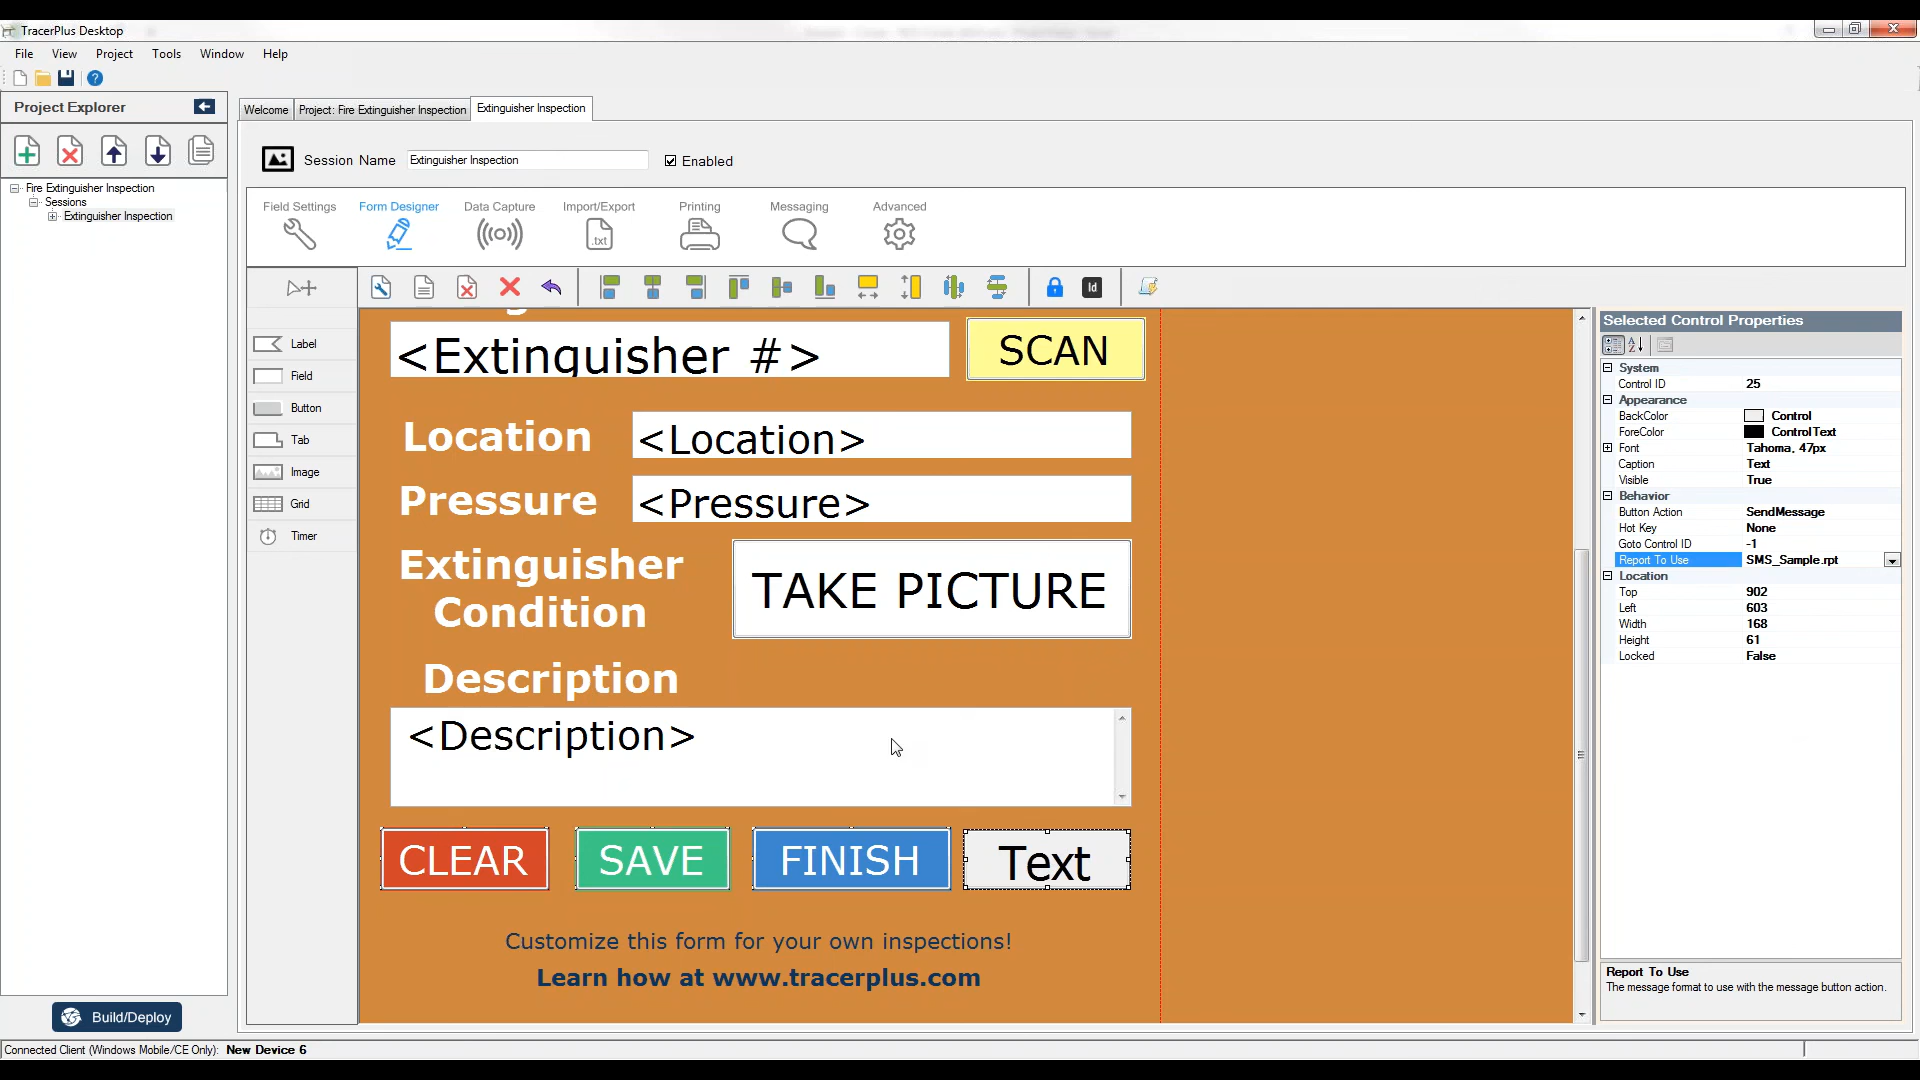 TracerPlus Desktop
File View Project Tools Window Help
Project Explorer
Welcome Project: Fire Extinguisher Inspection Extinguisher Inspection
Session Name Extinguisher Inspection Enabled
Fire Extinguisher Inspection
Sessions
Extinguisher Inspection
Field Settings Form Designer Data Capture Import/Export Printing Messaging Advanced
.txt
Id
Label
Field
Button
Tab
Image
Grid
Timer
<Extinguisher #> SCAN
Location <Location>
Pressure <Pressure>
Extinguisher
Condition
TAKE PICTURE
Description
<Description>
CLEAR SAVE FINISH Text
Customize this form for your own inspections!
Learn how at www.tracerplus.com
Selected Control Properties
System
Control ID 25
Appearance
BackColor Control
ForeColor ControlText
Font Tahoma, 47px
Caption Text
Visible True
Behavior
Button Action SendMessage
Hot Key None
Goto Control ID -1
Report To Use SMS_Sample.rpt
Location
Top 902
Left 603
Width 168
Height 61
Locked False
Report To Use
The message format to use with the message button action.
Build/Deploy
Connected Client (Windows Mobile/CE Only): New Device 6